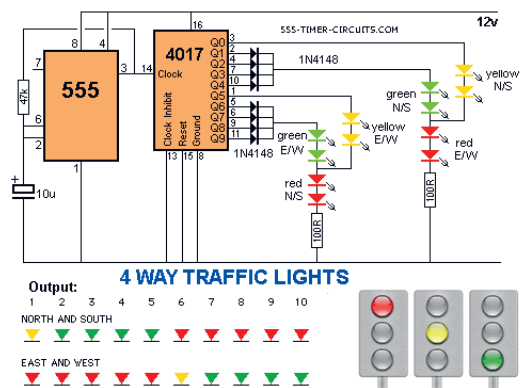 555-TIMER-CIRCUITS.COM
12v
16
8 4
4017
Q0 3
Q1 2
Q2 4
Q3 7
Q4 10
Q5 1
Q6 5
Q7 6
Q8 9
Q9 11
1N4148
yellow
N/S
7
3
14
Clock
555
47k
6
2
Clock Inhibit
Reset
Ground
13 15 8
1N4148
green
N/S
green
E/W
yellow
E/W
red
E/W
red
N/S
100R
100R
1
+
10u
4 WAY TRAFFIC LIGHTS
Output:
1 2 3 4 5 6 7 8 9 10
NORTH AND SOUTH
EAST AND WEST